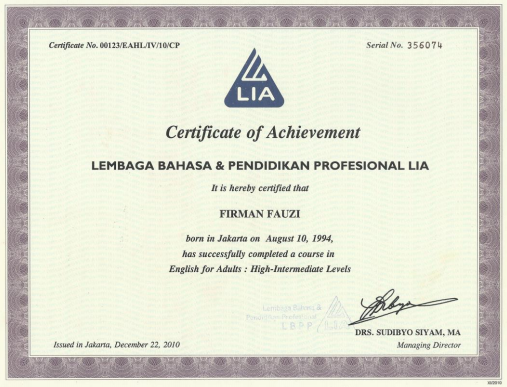 Certificate No. 00123/EAHL/IV/10/CP
Serial No. 356074
LIA
Certificate of Achievement
LEMBAGA BAHASA & PENDIDIKAN PROFESIONAL LIA
It is hereby certified that
FIRMAN FAUZI
born in Jakarta on August 10, 1994,
has successfully completed a course in
English for Adults : High-Intermediate Levels
Lembaga Bahasa &
LBPP
DRS. SUDIBYO SIYAM, MA
Issued in Jakarta, December 22, 2010
Managing Director